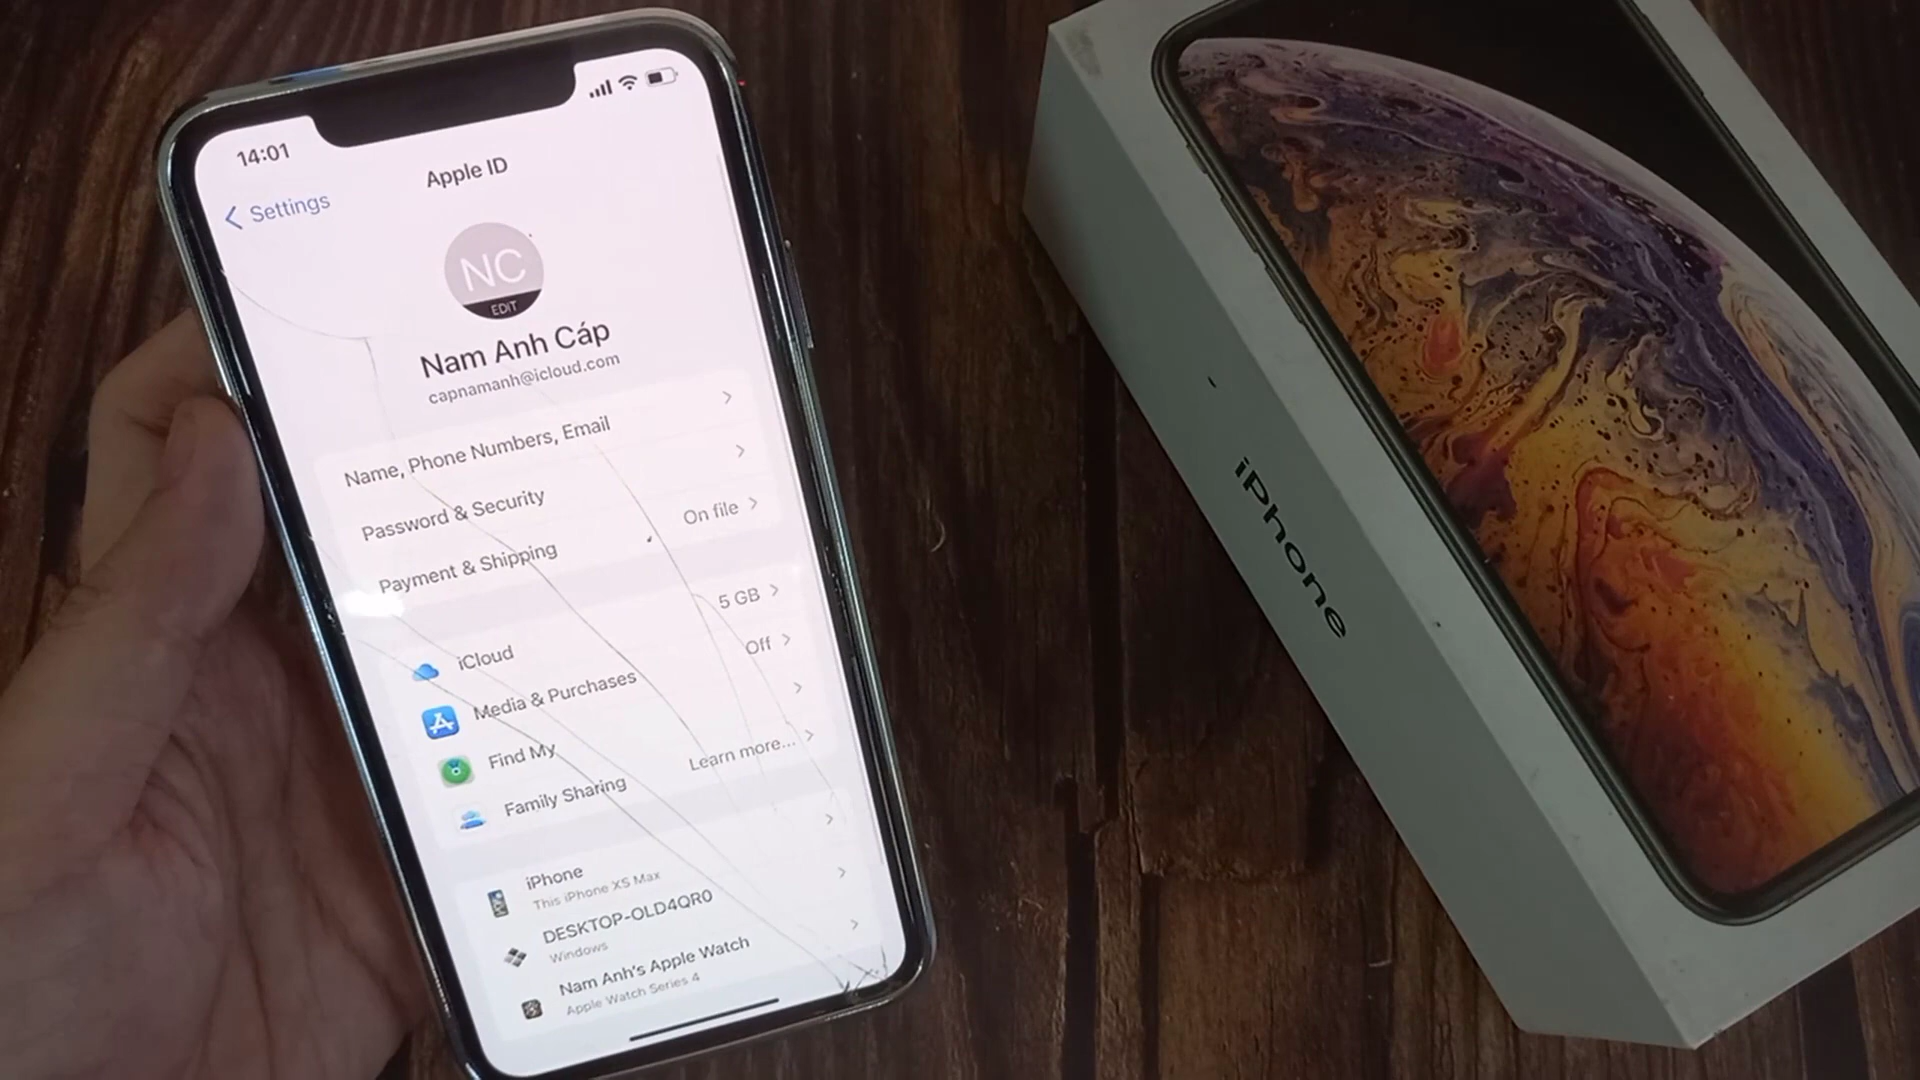 14:01
Settings
Apple ID
NC
EDIT
Nam Anh Cáp
capnamanh@icloud.com
Name, Phone Numbers, Email
Password & Security
Payment & Shipping
On file
iCloud
5 GB
Media & Purchases
Off
Find My
Family Sharing
Learn more...
iPhone
This iPhone XS Max
DESKTOP-OLD4QR0
Windows
Nam Anh's Apple Watch
Apple Watch Series 4
iPhone